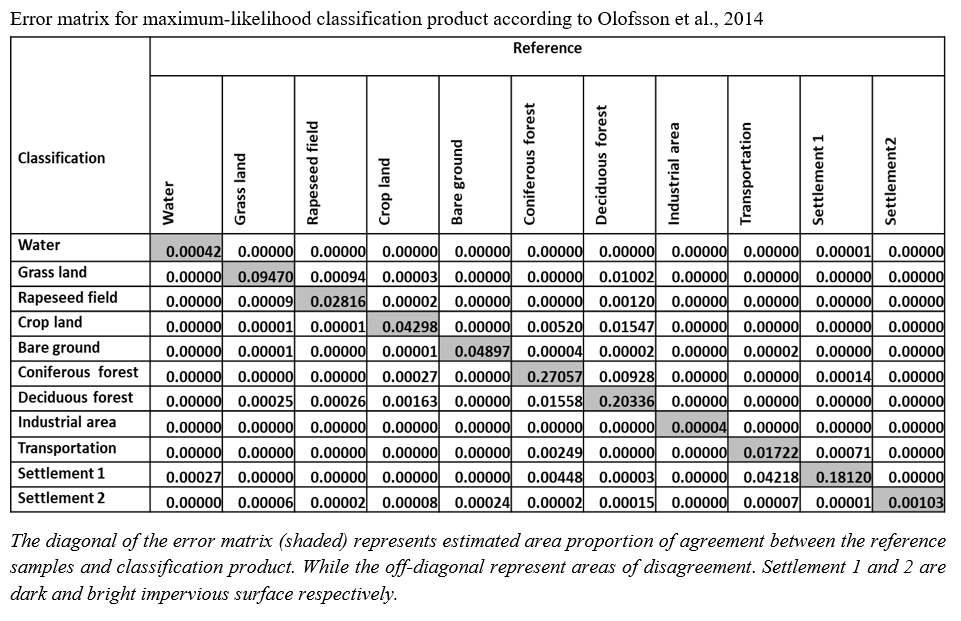 Error matrix for maximum-likelihood classification product according to Olofsson et al., 2014
Reference
Classification
Water
Grass land
Rapeseed field
Crop land
Bare ground
Coniferous forest
Deciduous forest
Industrial area
Transportation
Settlement 1
Settlement2
Water 0.00042 0.00000 0.00000 0.00000 0.00000 0.00000 0.00000 0.00000 0.00000 0.00001 0.00000
Grass land 0.00000 0.09470 0.00094 0.00003 0.00000 0.00000 0.01002 0.00000 0.00000 0.00000 0.00000
Rapeseed field 0.00000 0.00009 0.02816 0.00002 0.00000 0.00000 0.00120 0.00000 0.00000 0.00000 0.00000
Crop land 0.00000 0.00001 0.00001 0.04298 0.00000 0.00520 0.01547 0.00000 0.00000 0.00000 0.00000
Bare ground 0.00000 0.00001 0.00000 0.00001 0.04897 0.00004 0.00002 0.00000 0.00002 0.00000 0.00000
Coniferous forest 0.00000 0.00000 0.00000 0.00027 0.00000 0.27057 0.00928 0.00000 0.00000 0.00014 0.00000
Deciduous forest 0.00000 0.00025 0.00026 0.00163 0.00000 0.01558 0.20336 0.00000 0.00000 0.00000 0.00000
Industrial area 0.00000 0.00000 0.00000 0.00000 0.00000 0.00000 0.00000 0.00004 0.00000 0.00000 0.00000
Transportation 0.00000 0.00000 0.00000 0.00000 0.00000 0.00249 0.00000 0.00000 0.01722 0.00071 0.00000
Settlement 1 0.00027 0.00000 0.00000 0.00000 0.00000 0.00448 0.00003 0.00000 0.04218 0.18120 0.00000
Settlement 2 0.00000 0.00006 0.00002 0.00008 0.00024 0.00002 0.00015 0.00000 0.00007 0.00001 0.00103
The diagonal of the error matrix (shaded) represents estimated area proportion of agreement between the reference
samples and classification product. While the off-diagonal represent areas of disagreement. Settlement 1 and 2 are
dark and bright impervious surface respectively.